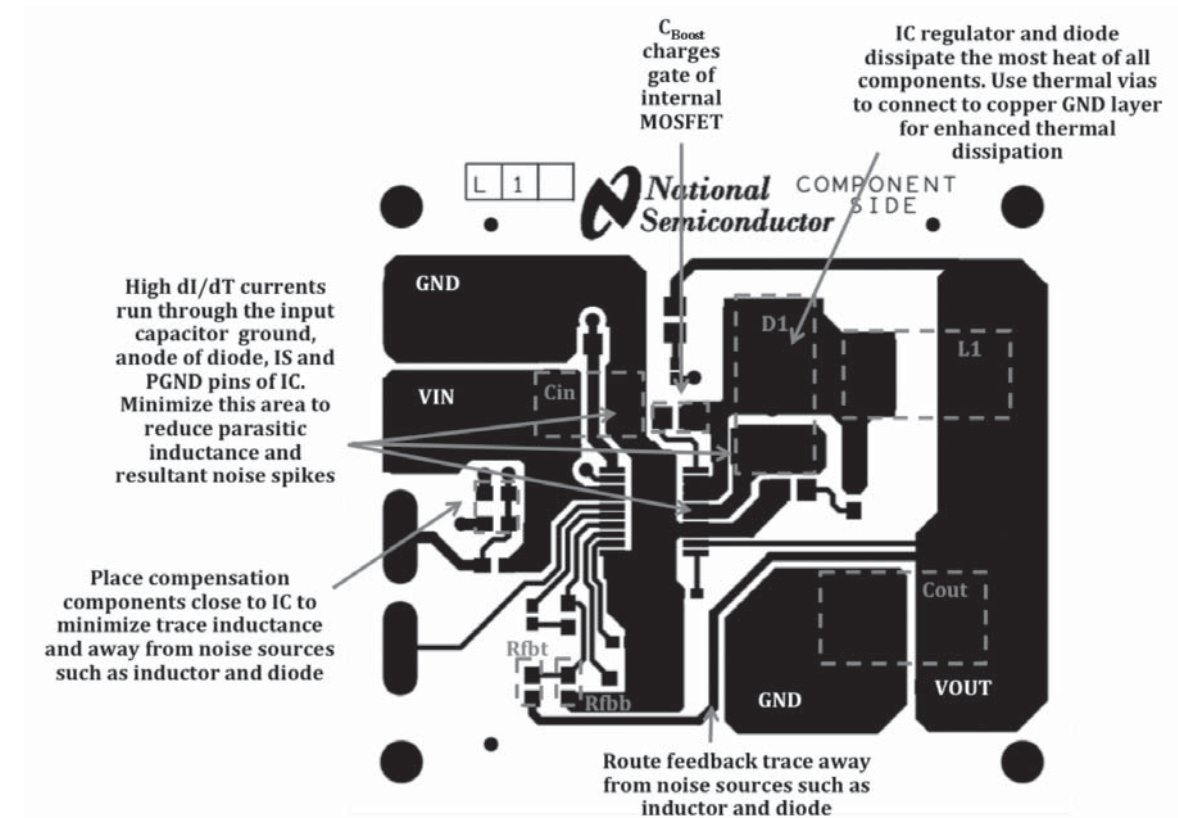 C_Boost
charges
gate of
internal
MOSFET
IC regulator and diode
dissipate the most heat of all
components. Use thermal vias
to connect to copper GND layer
for enhanced thermal
dissipation
L 1
National
Semiconductor
COMPONENT
SIDE
High dI/dT currents
run through the input
capacitor ground,
anode of diode, IS and
PGND pins of IC.
Minimize this area to
reduce parasitic
inductance and
resultant noise spikes
GND
D1
L1
VIN
Cin
Place compensation
components close to IC to
minimize trace inductance
and away from noise sources
such as inductor and diode
Cout
Rfbt
Rfbb
GND
VOUT
Route feedback trace away
from noise sources such as
inductor and diode